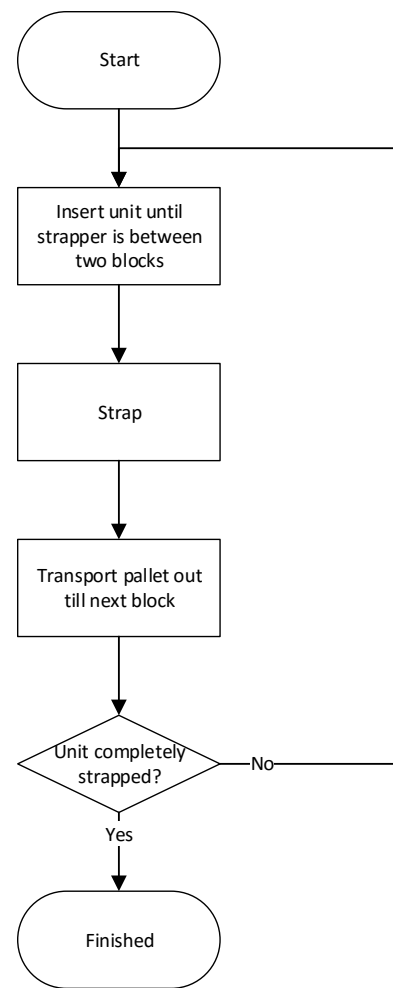 Start
Insert unit until
strapper is between
two blocks
Strap
Transport pallet out
till next block
Unit completely
strapped?
No
Yes
Finished